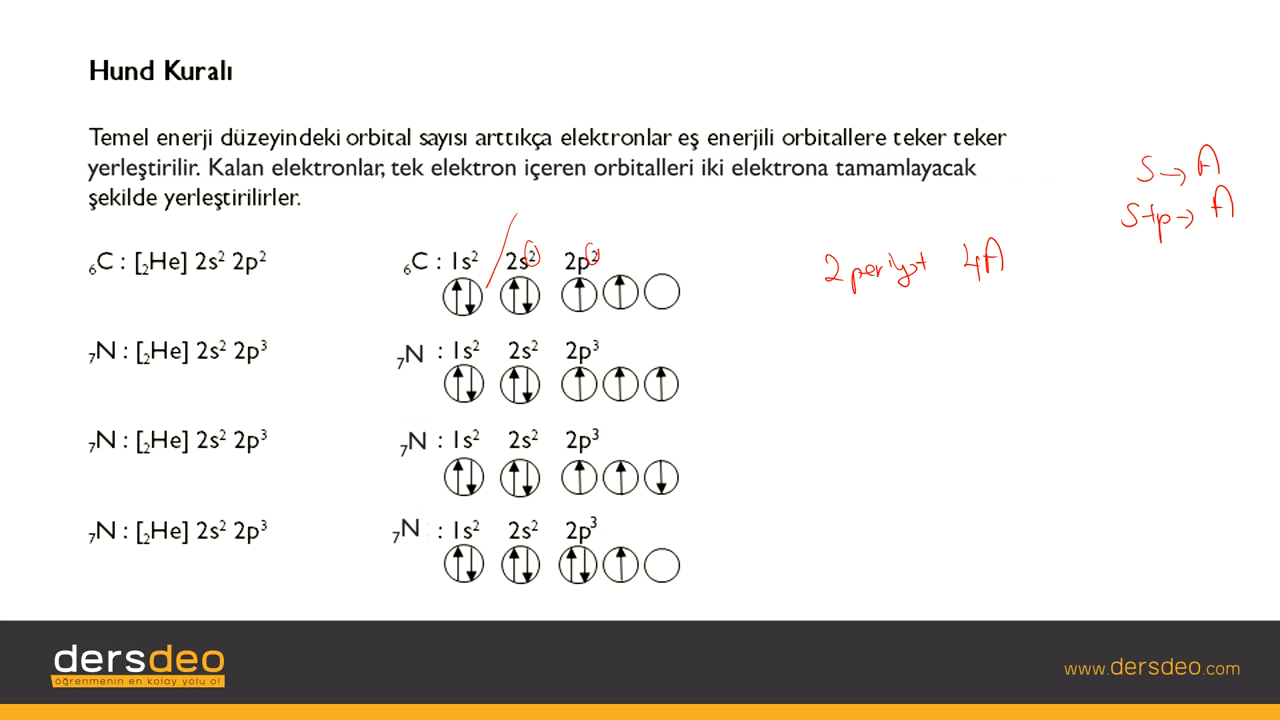 Hund Kuralı
Temel enerji düzeyindeki orbital sayısı arttıkça elektronlar eş enerjili orbitallere teker teker
yerleştirilir. Kalan elektronlar, tek elektron içeren orbitalleri iki elektrona tamamlayacak
şekilde yerleştirilirler.
S → A
S+p → A
₆C : [₂He] 2s² 2p² ₆C : 1s² 2s² 2p² 2 periyot 4A
₇N : [₂He] 2s² 2p³ ₇N : 1s² 2s² 2p³
₇N : [₂He] 2s² 2p³ ₇N : 1s² 2s² 2p³
₇N : [₂He] 2s² 2p³ ₇N : 1s² 2s² 2p³
dersdeo
öğrenmenin en kolay yolu o!
www.dersdeo.com